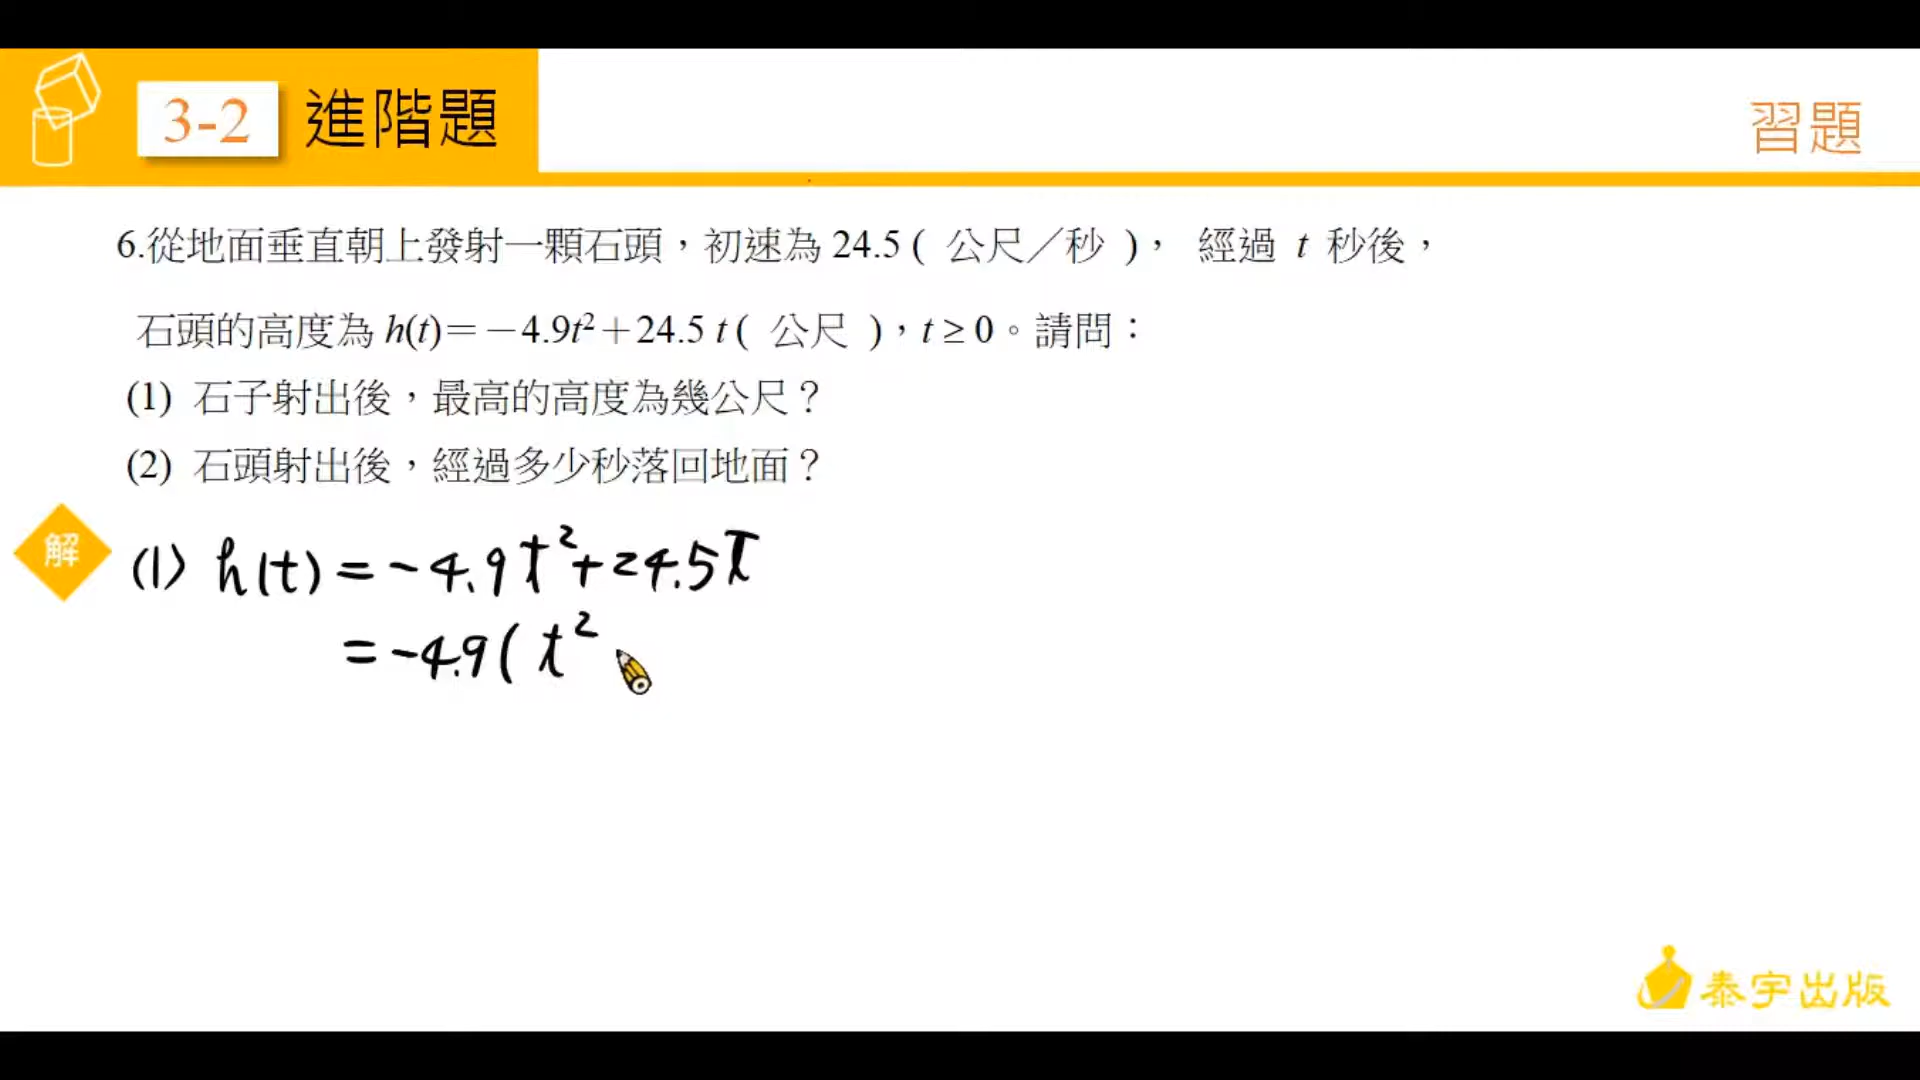 3-2 進階題
習題
6.從地面垂直朝上發射一顆石頭，初速為 24.5 ( 公尺／秒 )， 經過 t 秒後，
石頭的高度為 h(t)＝－4.9t²＋24.5 t ( 公尺 )，t ≥ 0。請問：
(1) 石子射出後，最高的高度為幾公尺？
(2) 石頭射出後，經過多少秒落回地面？
解
(1) h(t) = -4.9t²+24.5t
= -4.9( t²
泰宇出版